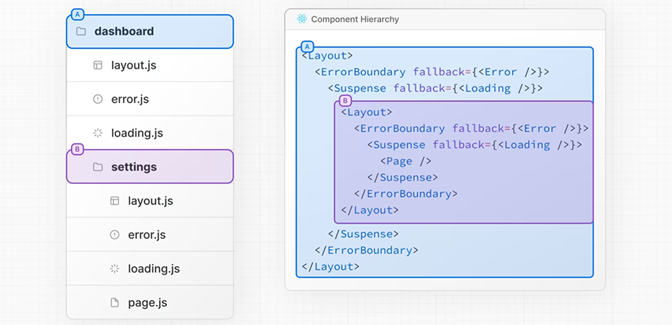 A
dashboard
layout.js
error.js
loading.js
B
settings
layout.js
error.js
loading.js
page.js
Component Hierarchy
A
<Layout>
<ErrorBoundary fallback={<Error />}>
<Suspense fallback={<Loading />}>
B
<Layout>
<ErrorBoundary fallback={<Error />}>
<Suspense fallback={<Loading />}>
<Page />
</Suspense>
</ErrorBoundary>
</Layout>
</Suspense>
</ErrorBoundary>
</Layout>